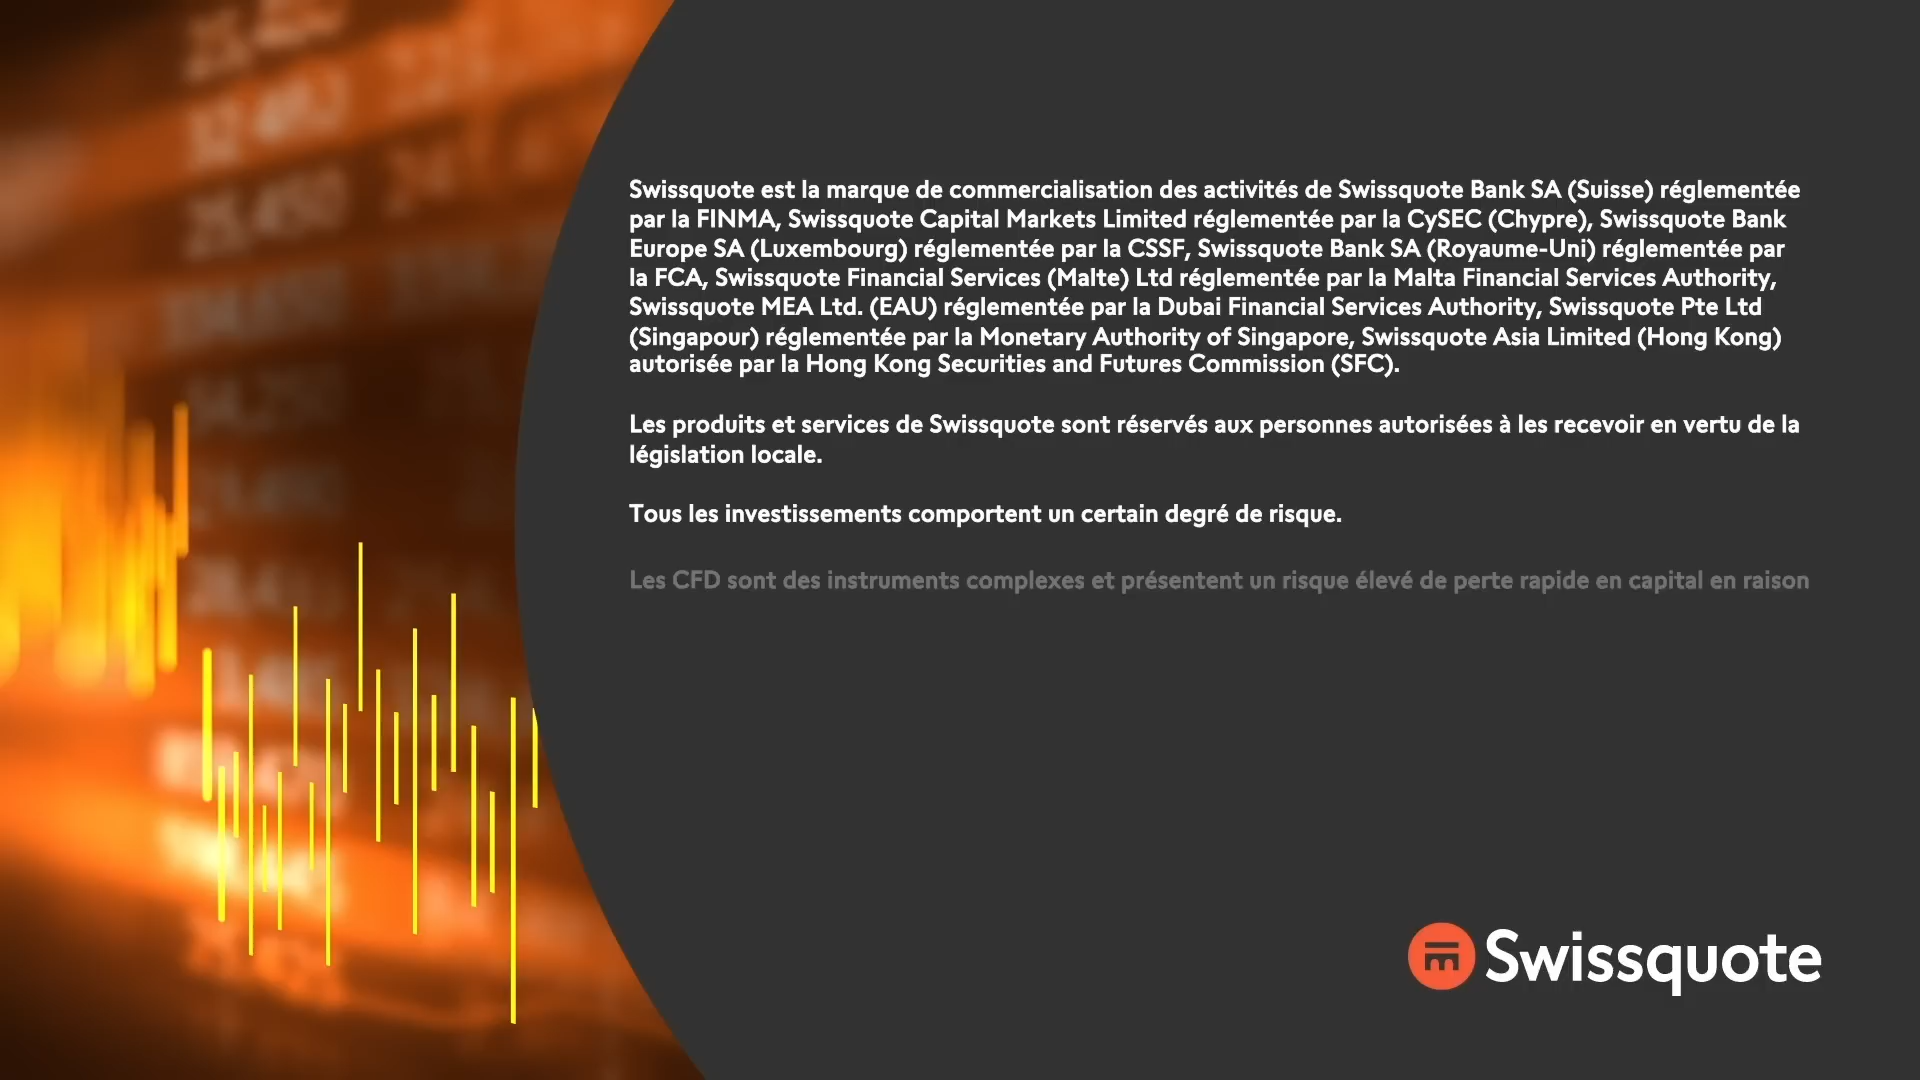 Swissquote est la marque de commercialisation des activités de Swissquote Bank SA (Suisse) réglementée
par la FINMA, Swissquote Capital Markets Limited réglementée par la CySEC (Chypre), Swissquote Bank
Europe SA (Luxembourg) réglementée par la CSSF, Swissquote Bank SA (Royaume-Uni) réglementée par
la FCA, Swissquote Financial Services (Malte) Ltd réglementée par la Malta Financial Services Authority,
Swissquote MEA Ltd. (EAU) réglementée par la Dubai Financial Services Authority, Swissquote Pte Ltd
(Singapour) réglementée par la Monetary Authority of Singapore, Swissquote Asia Limited (Hong Kong)
autorisée par la Hong Kong Securities and Futures Commission (SFC).
Les produits et services de Swissquote sont réservés aux personnes autorisées à les recevoir en vertu de la
législation locale.
Tous les investissements comportent un certain degré de risque.
Les CFD sont des instruments complexes et présentent un risque élevé de perte rapide en capital en raison
Swissquote